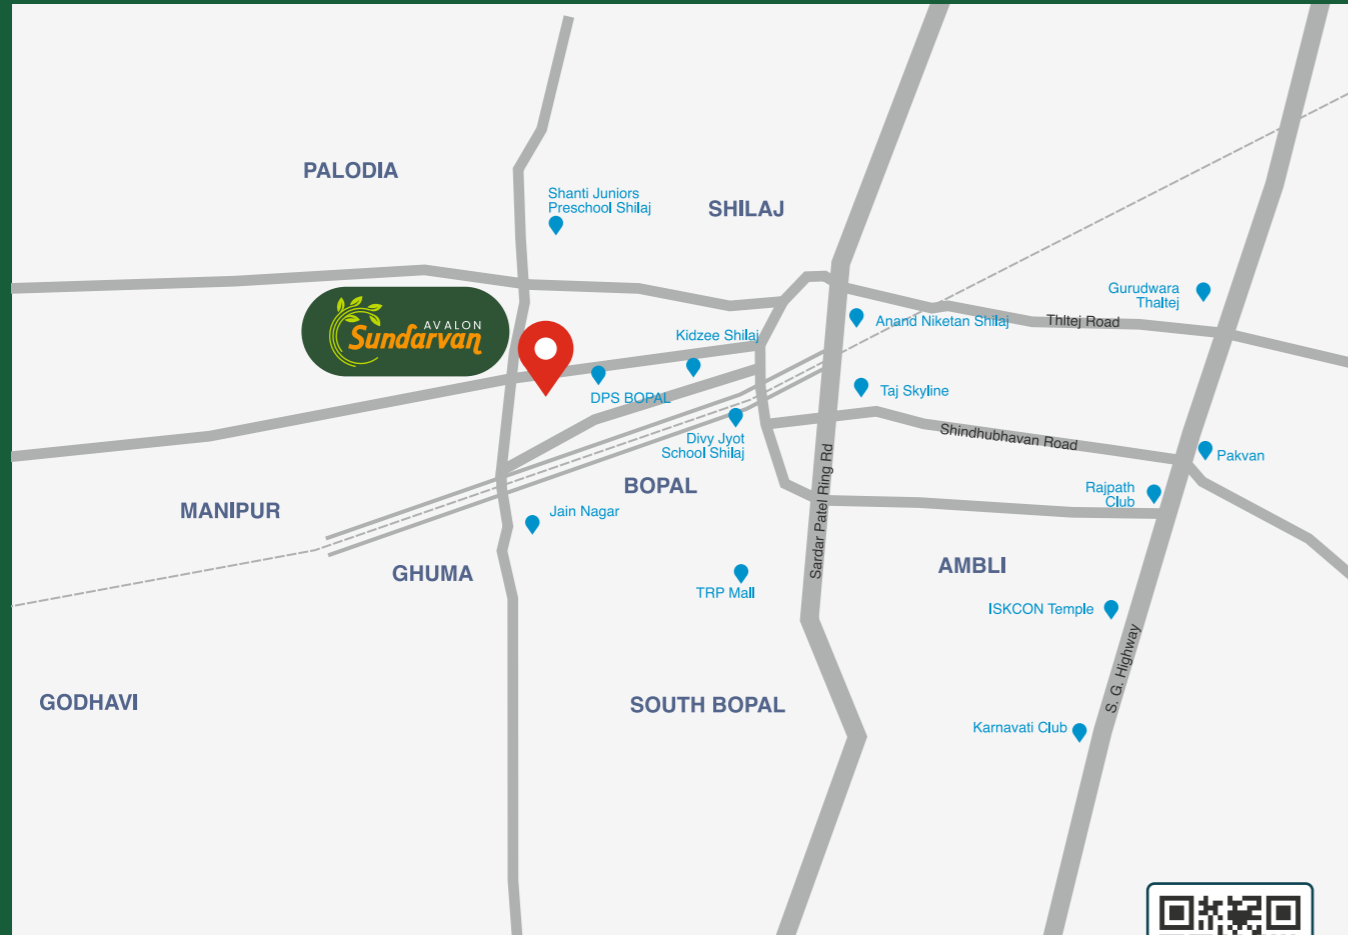 PALODIA
Shanti Juniors
Preschool Shilaj
SHILAJ
Gurudwara
Thaltej
AVALON
Sundarvan
Anand Niketan Shilaj
Thltej Road
Kidzee Shilaj
DPS BOPAL
Taj Skyline
Divy Jyot
School Shilaj
Shindhubhavan Road
Pakvan
BOPAL
Rajpath
Club
MANIPUR
Jain Nagar
Sardar Patel Ring Rd
GHUMA
AMBLI
TRP Mall
ISKCON Temple
S. G. Highway
GODHAVI
SOUTH BOPAL
Karnavati Club